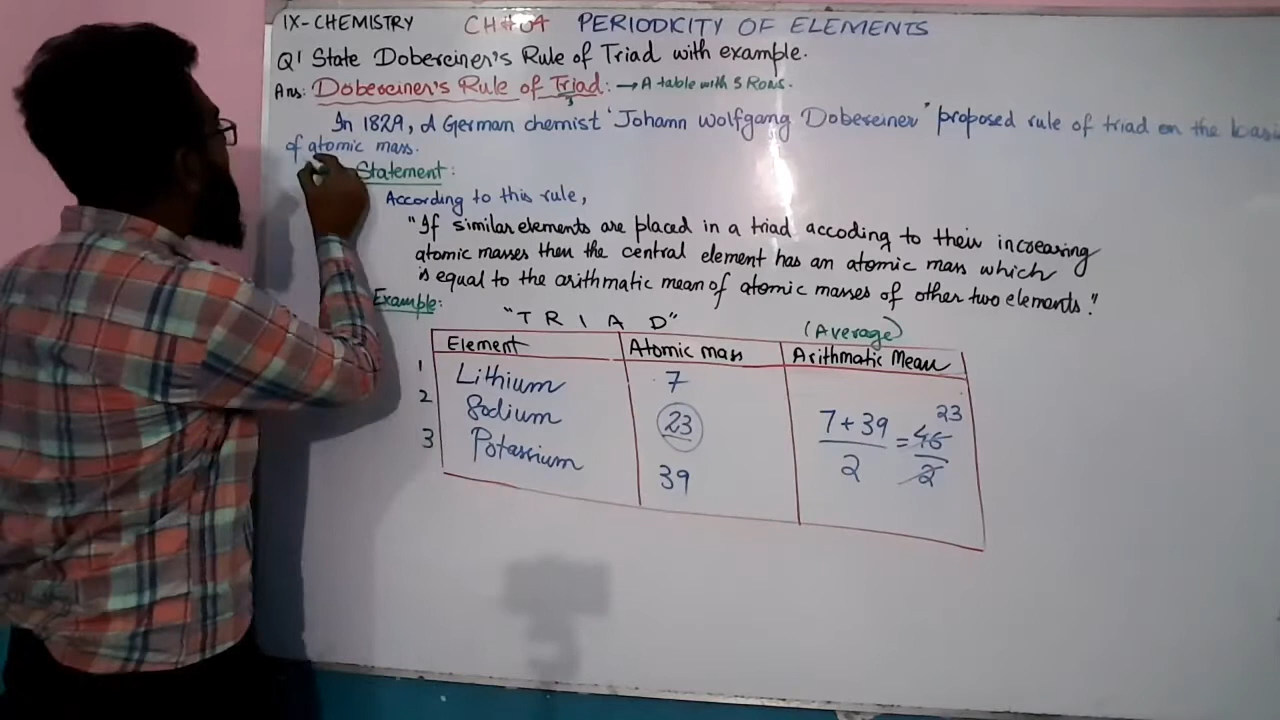 IX- CHEMISTRY CH# 04 PERIODICITY OF ELEMENTS
Q1 State Dobereiner's Rule of Triad with example.
Ans: Dobereiner's Rule of Triad: → A table with 3 Rows.
3
In 1829, A German chemist 'Johann Wolfgang Dobereiner" proposed rule of triad on the basi
of atomic mass.
Statement:
According to this rule,
"If similar elements are placed in a triad accoding to their increasing
atomic masses then the central element has an atomic mass which
is equal to the arithmatic mean of atomic masses of other two elements."
Example:
"T R I A D" (Average)
Element Atomic mass Arithmatic Mean
1 Lithium 7
2 Sodium 23 7+39/2 = 46/2 23
3 Potassium 39